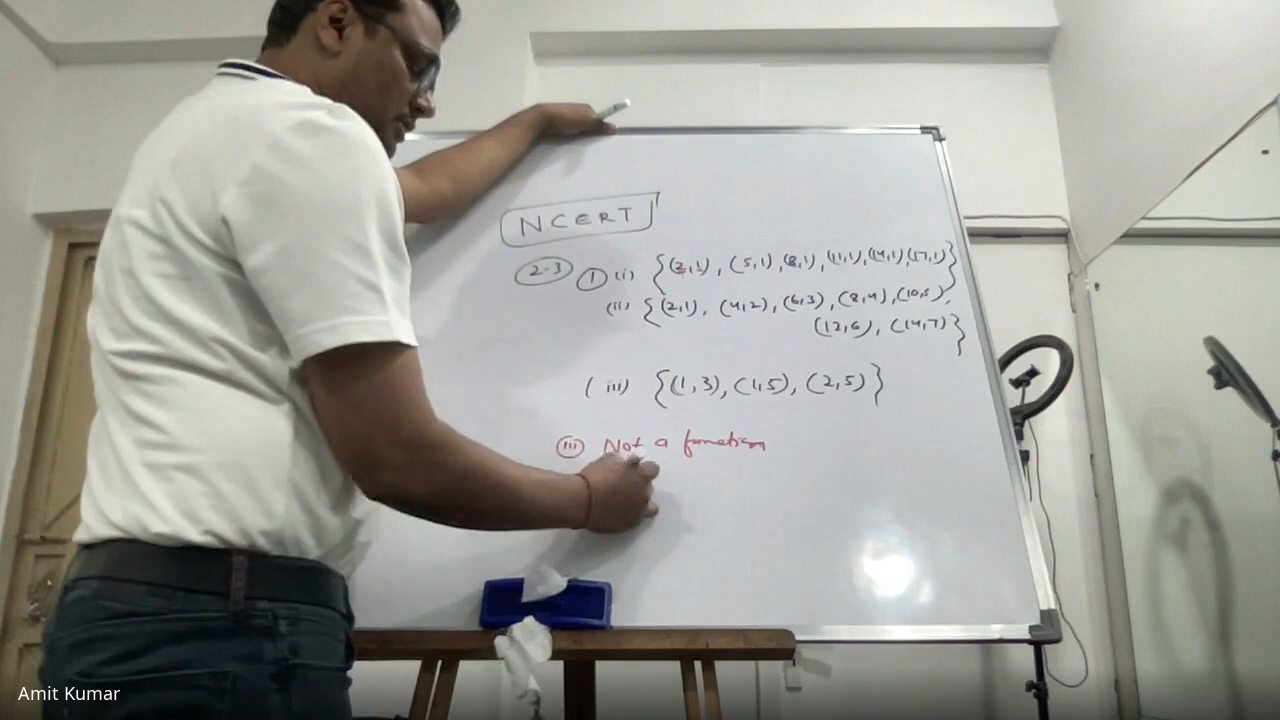 NCERT
2-3 1 (i) {(2,1), (5,1), (8,1), (11,1), (14,1) (17,1)}
(ii) {(2,1), (4,2), (6,3), (8,4), (10,5),
(12,6), (14,7)}
(iii) {(1,3), (1,5), (2,5)}
(iii) Not a function
Amit Kumar